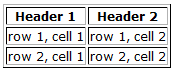 Header 1 Header 2
row 1, cell 1 row 1, cell 2
row 2, cell 1 row 2, cell 2